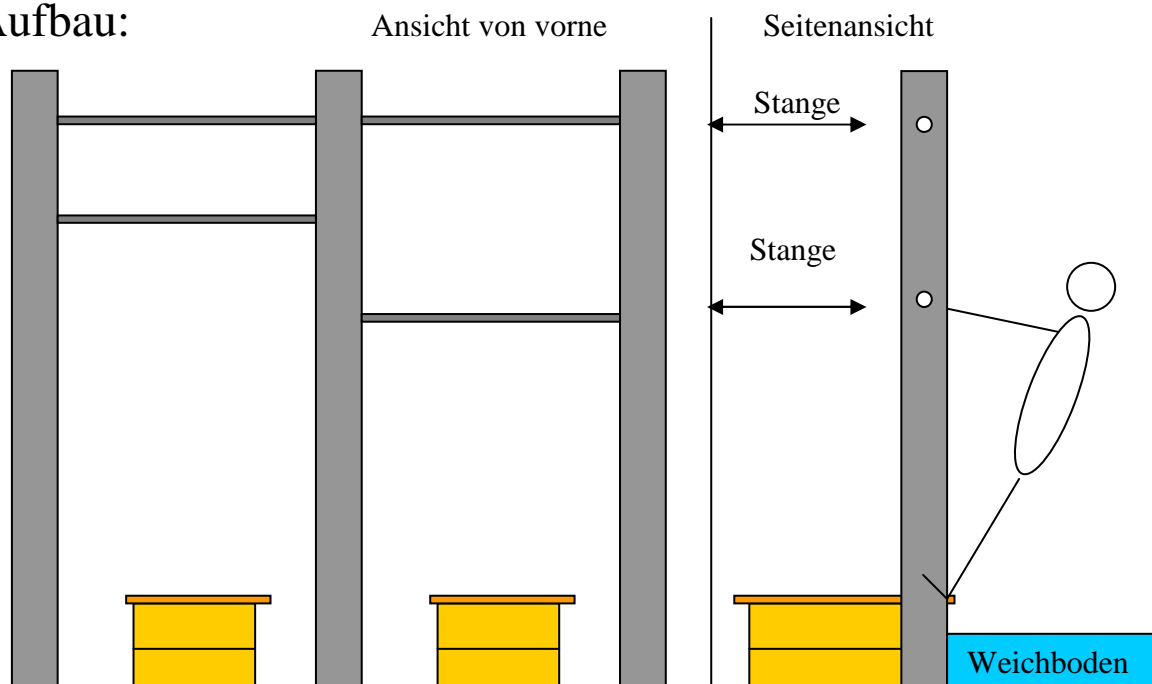 Aufbau:
Ansicht von vorne
Seitenansicht
Stange
Stange
Weichboden